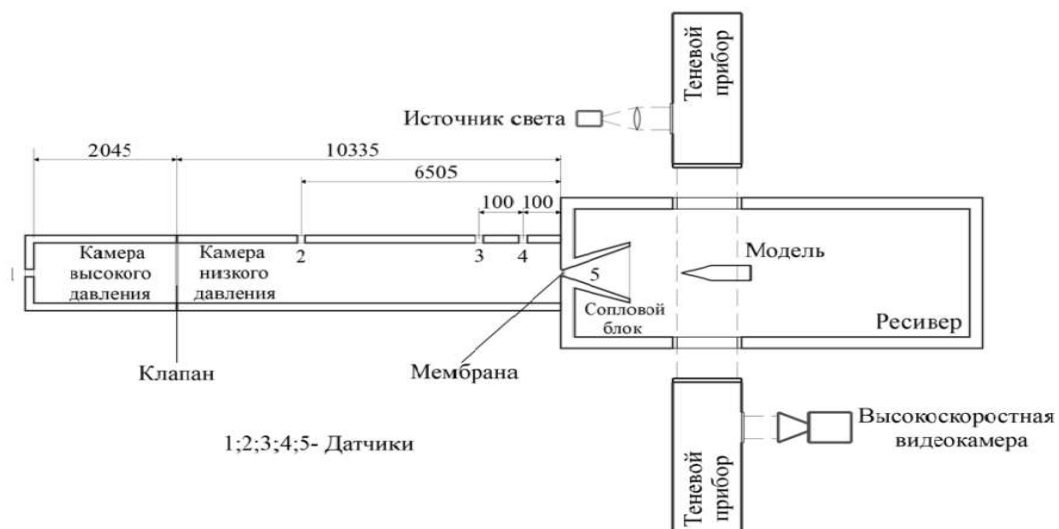 Теневой
прибор
Источник света
2045
10335
6505
100
100
Камера
высокого
давления
Камера
низкого
давления
1
2
3
4
5
Сопловой
блок
Модель
Ресивер
Клапан
Мембрана
1;2;3;4;5- Датчики
Теневой
прибор
Высокоскоростная
видеокамера